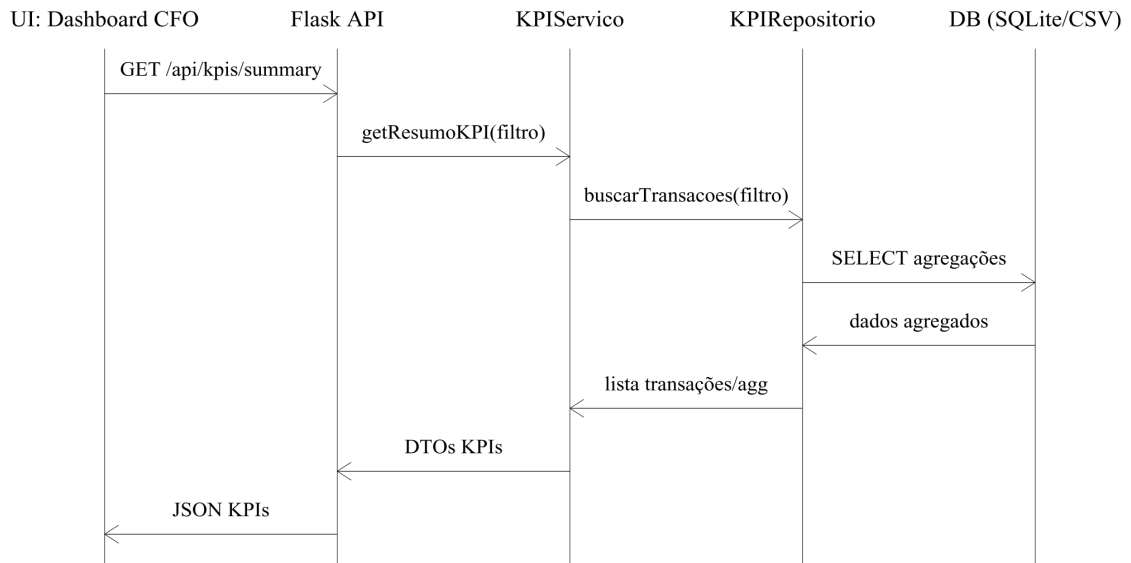 UI: Dashboard CFO
Flask API
KPIServico
KPIRepositorio
DB (SQLite/CSV)
GET /api/kpis/summary
getResumoKPI(filtro)
buscarTransacoes(filtro)
SELECT agregações
dados agregados
lista transações/agg
DTOs KPIs
JSON KPIs